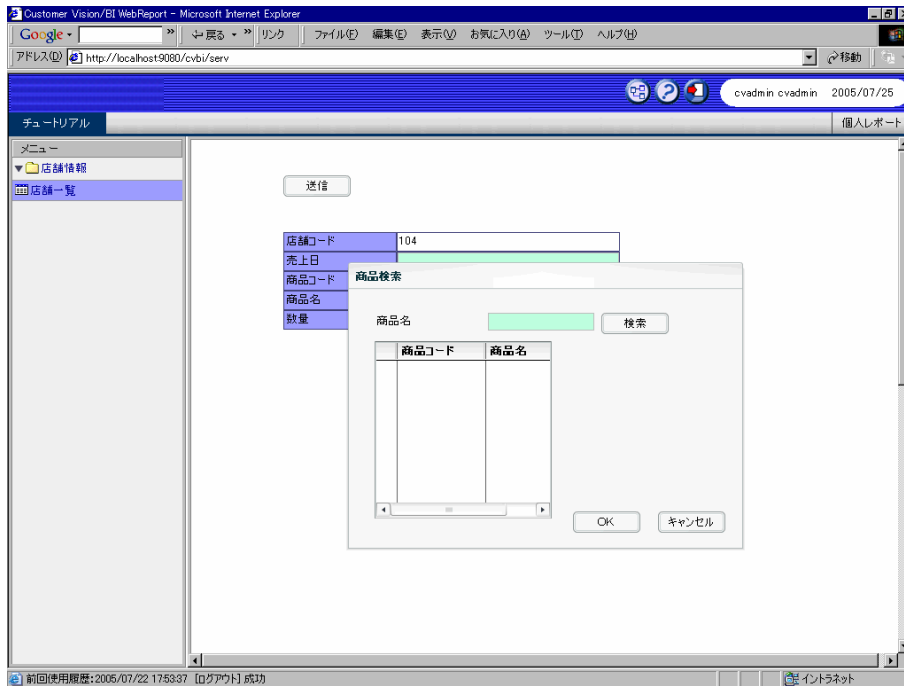 Customer Vision/BI WebReport - Microsoft Internet Explorer
Google 戻る リンク ファイル(F) 編集(E) 表示(V) お気に入り(A) ツール(T) ヘルプ(H)
アドレス(D) http://localhost:9080/cvbi/serv 移動
cvadmin cvadmin 2005/07/25
チュートリアル 個人レポート
メニュー
店舗情報
店舗一覧
送信
店舗コード 104
売上日
商品コード
商品名
数量
商品検索
商品名 検索
商品コード 商品名
OK キャンセル
前回使用履歴:2005/07/22 17:53:37 [ログアウト] 成功 イントラネット